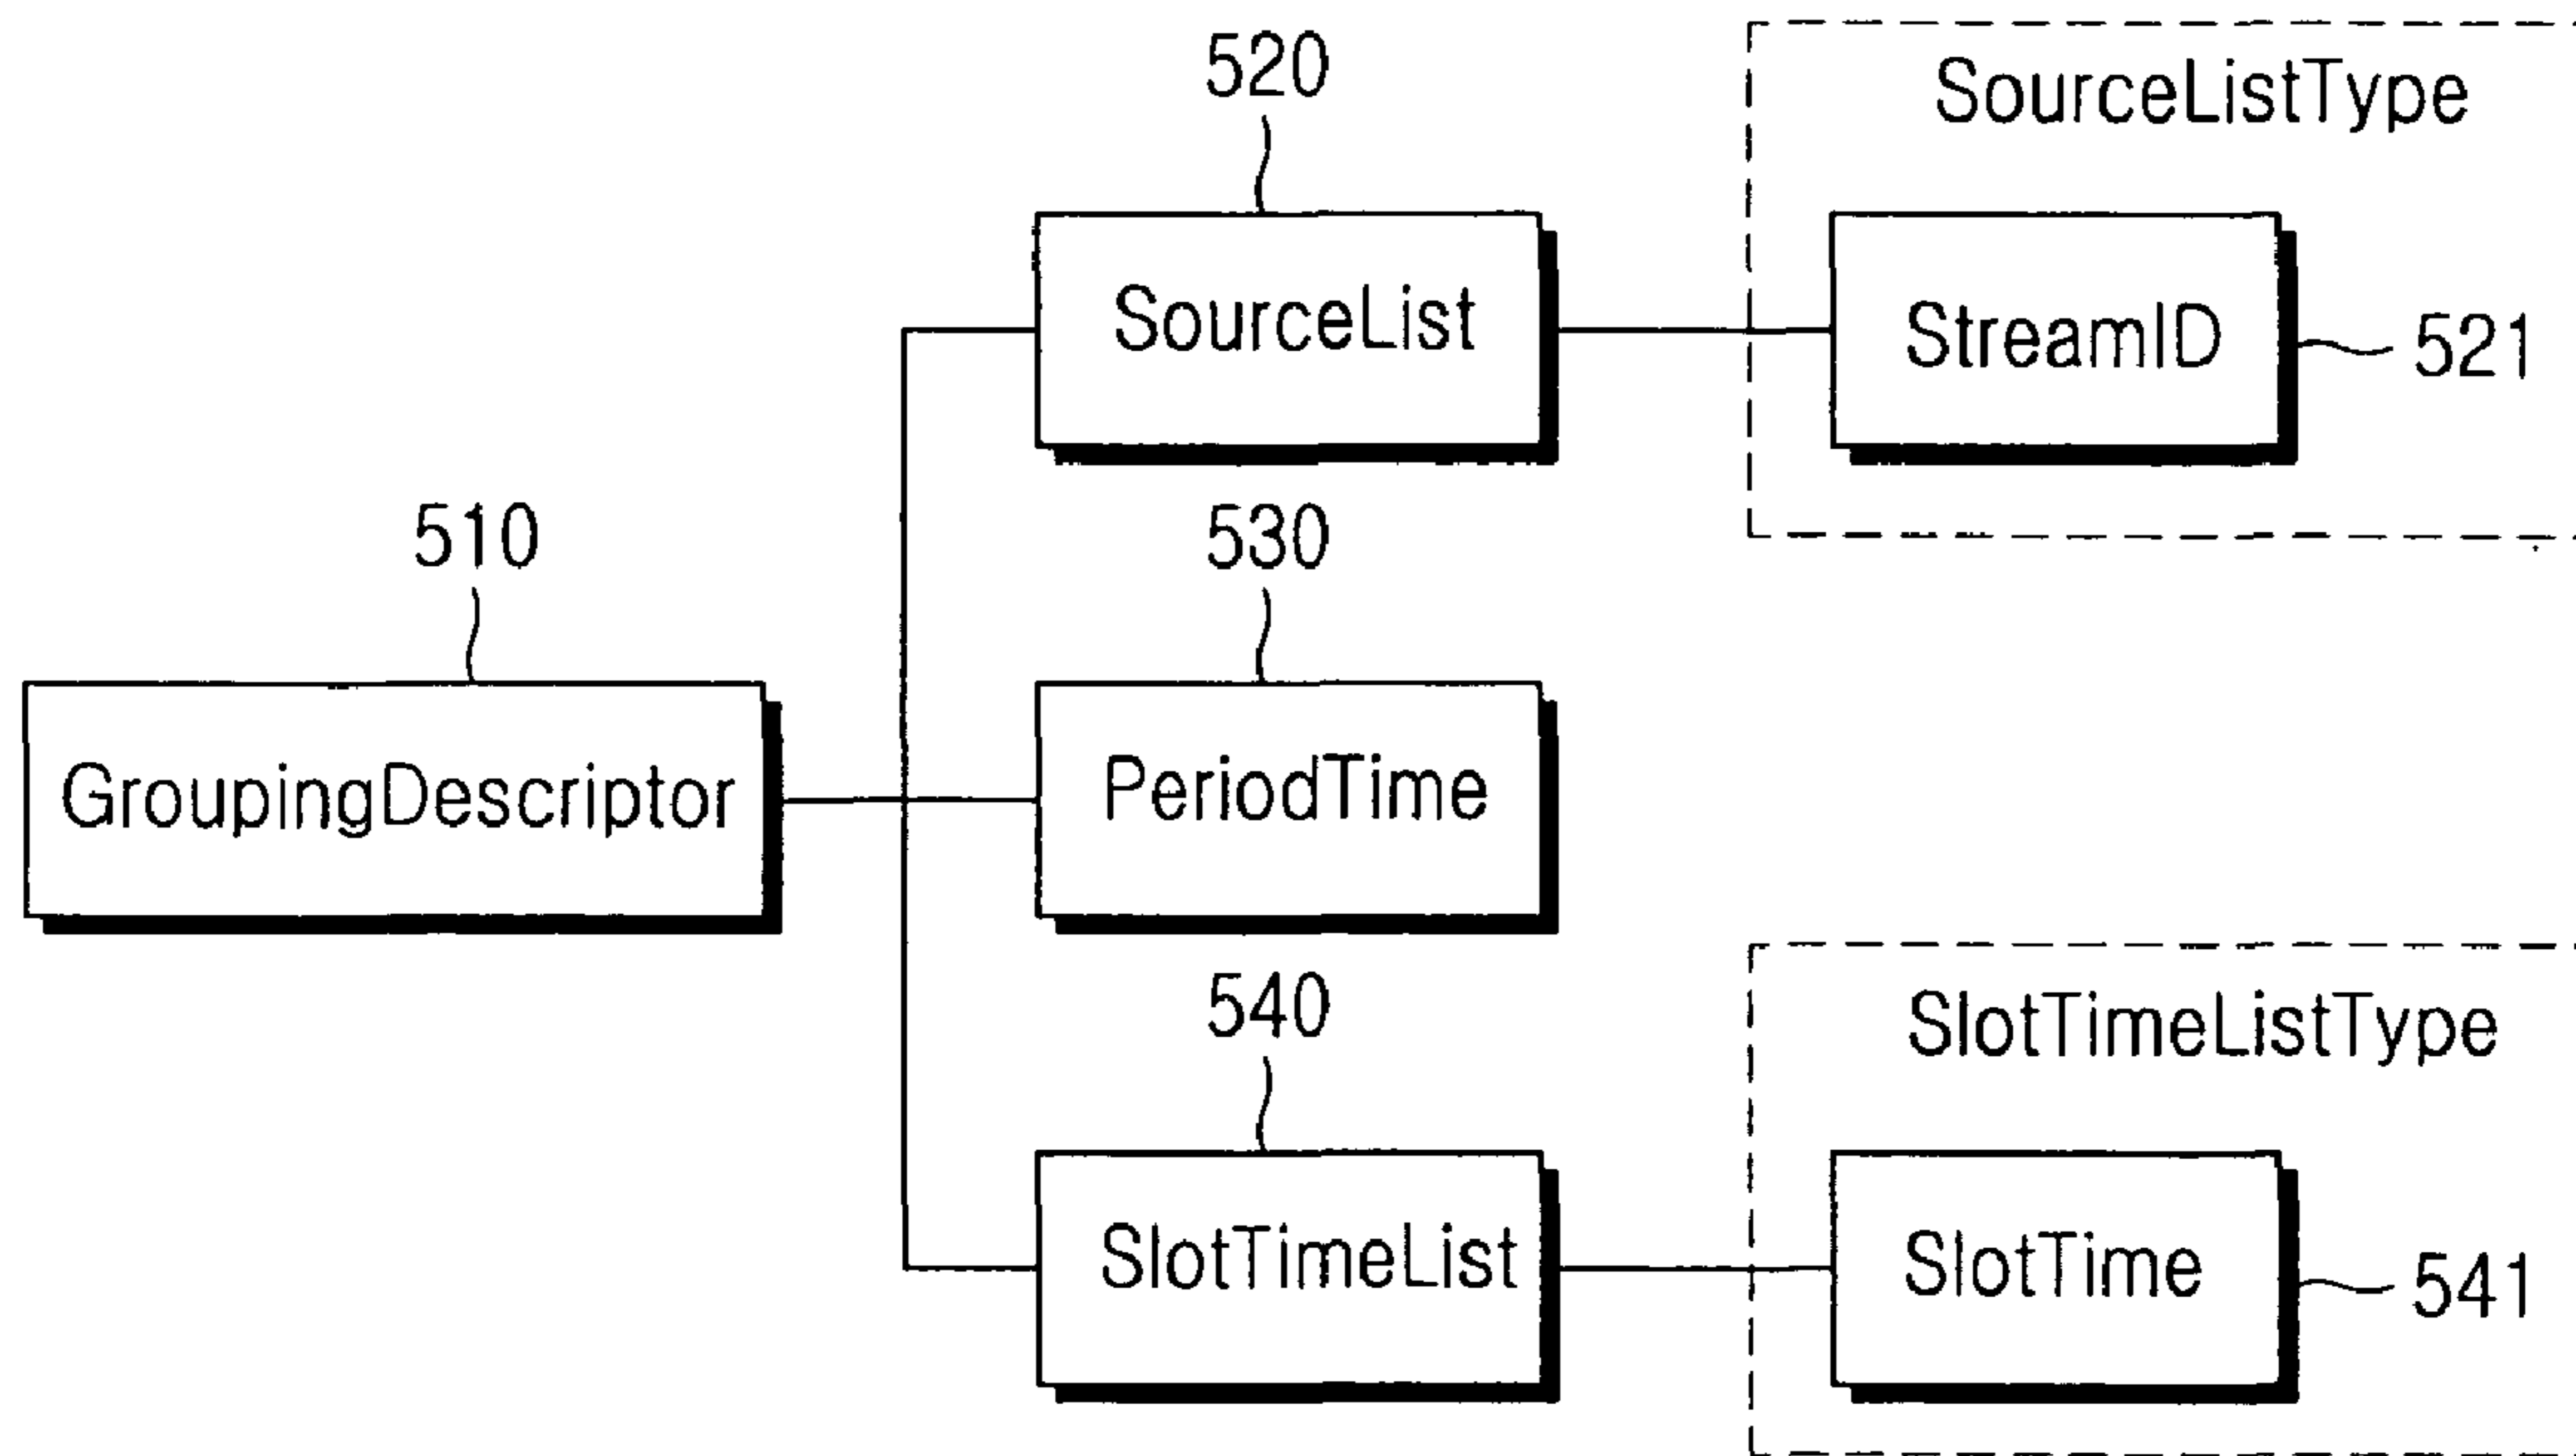 520
SourceListType
SourceList
StreamID
521
510
530
GroupingDescriptor
PeriodTime
540
SlotTimeListType
SlotTimeList
SlotTime
541